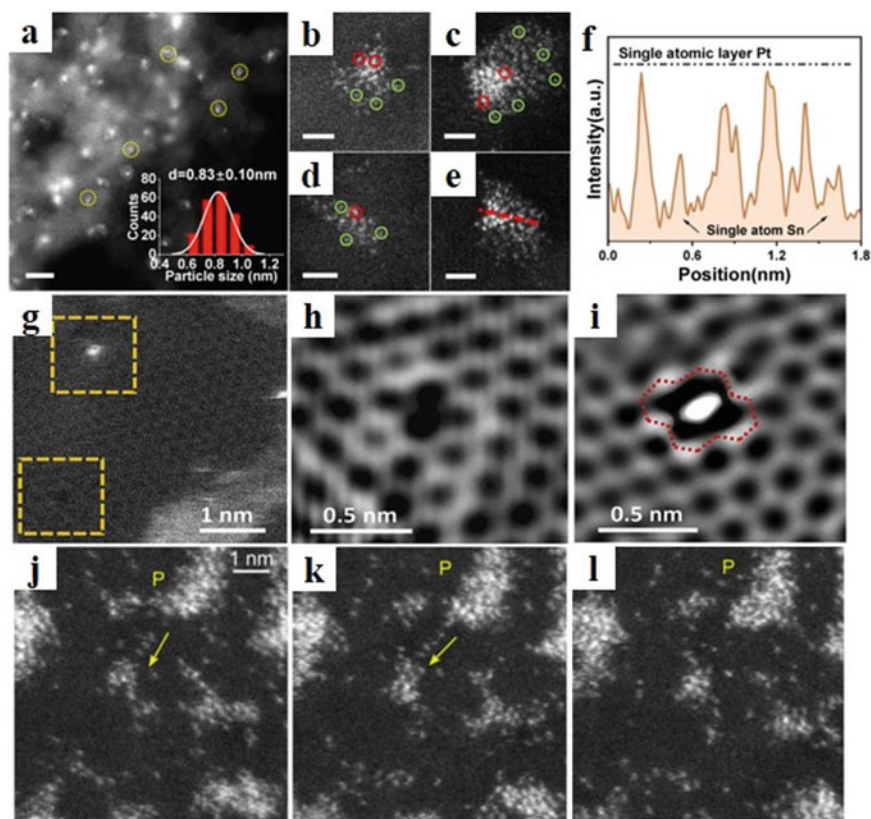 a
d=0.83±0.10nm
80
60
40
20
0
Counts
0.4 0.6 0.8 1.0 1.2
Particle size (nm)
b
c
d
e
f
Single atomic layer Pt
Intensity(a.u.)
Single atom Sn
0.0 0.6 1.2 1.8
Position(nm)
g
1 nm
h
0.5 nm
i
0.5 nm
j
P
1 nm
k
P
l
P